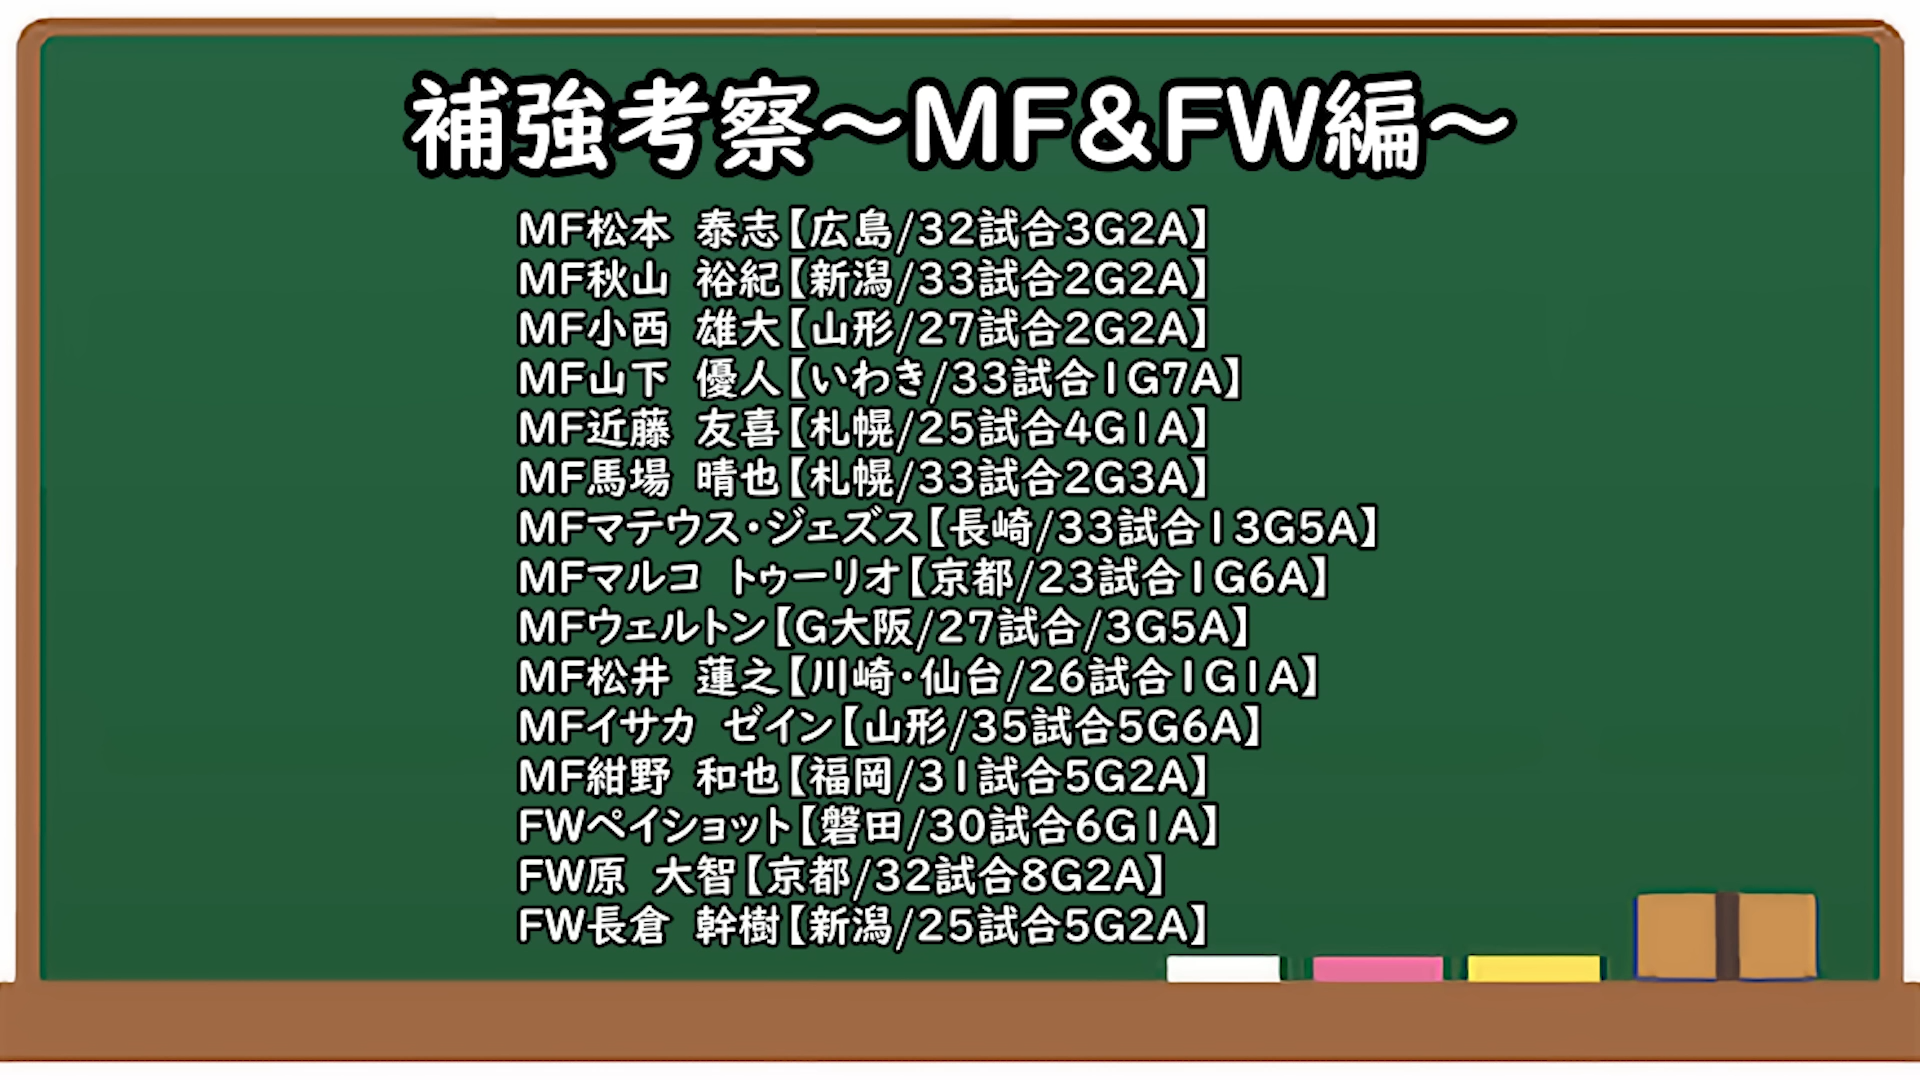 補強考察～MF&FW編～
MF松本 泰志【広島/32試合3G2A】
MF秋山 裕紀【新潟/33試合2G2A】
MF小西 雄大【山形/27試合2G2A】
MF山下 優人【いわき/33試合1G7A】
MF近藤 友喜【札幌/25試合4G1A】
MF馬場 晴也【札幌/33試合2G3A】
MFマテウス・ジェズス【長崎/33試合13G5A】
MFマルコ トゥーリオ【京都/23試合1G6A】
MFウェルトン【G大阪/27試合/3G5A】
MF松井 蓮之【川崎・仙台/26試合1G1A】
MFイサカ ゼイン【山形/35試合5G6A】
MF紺野 和也【福岡/31試合5G2A】
FWペイショット【磐田/30試合6G1A】
FW原 大智【京都/32試合8G2A】
FW長倉 幹樹【新潟/25試合5G2A】